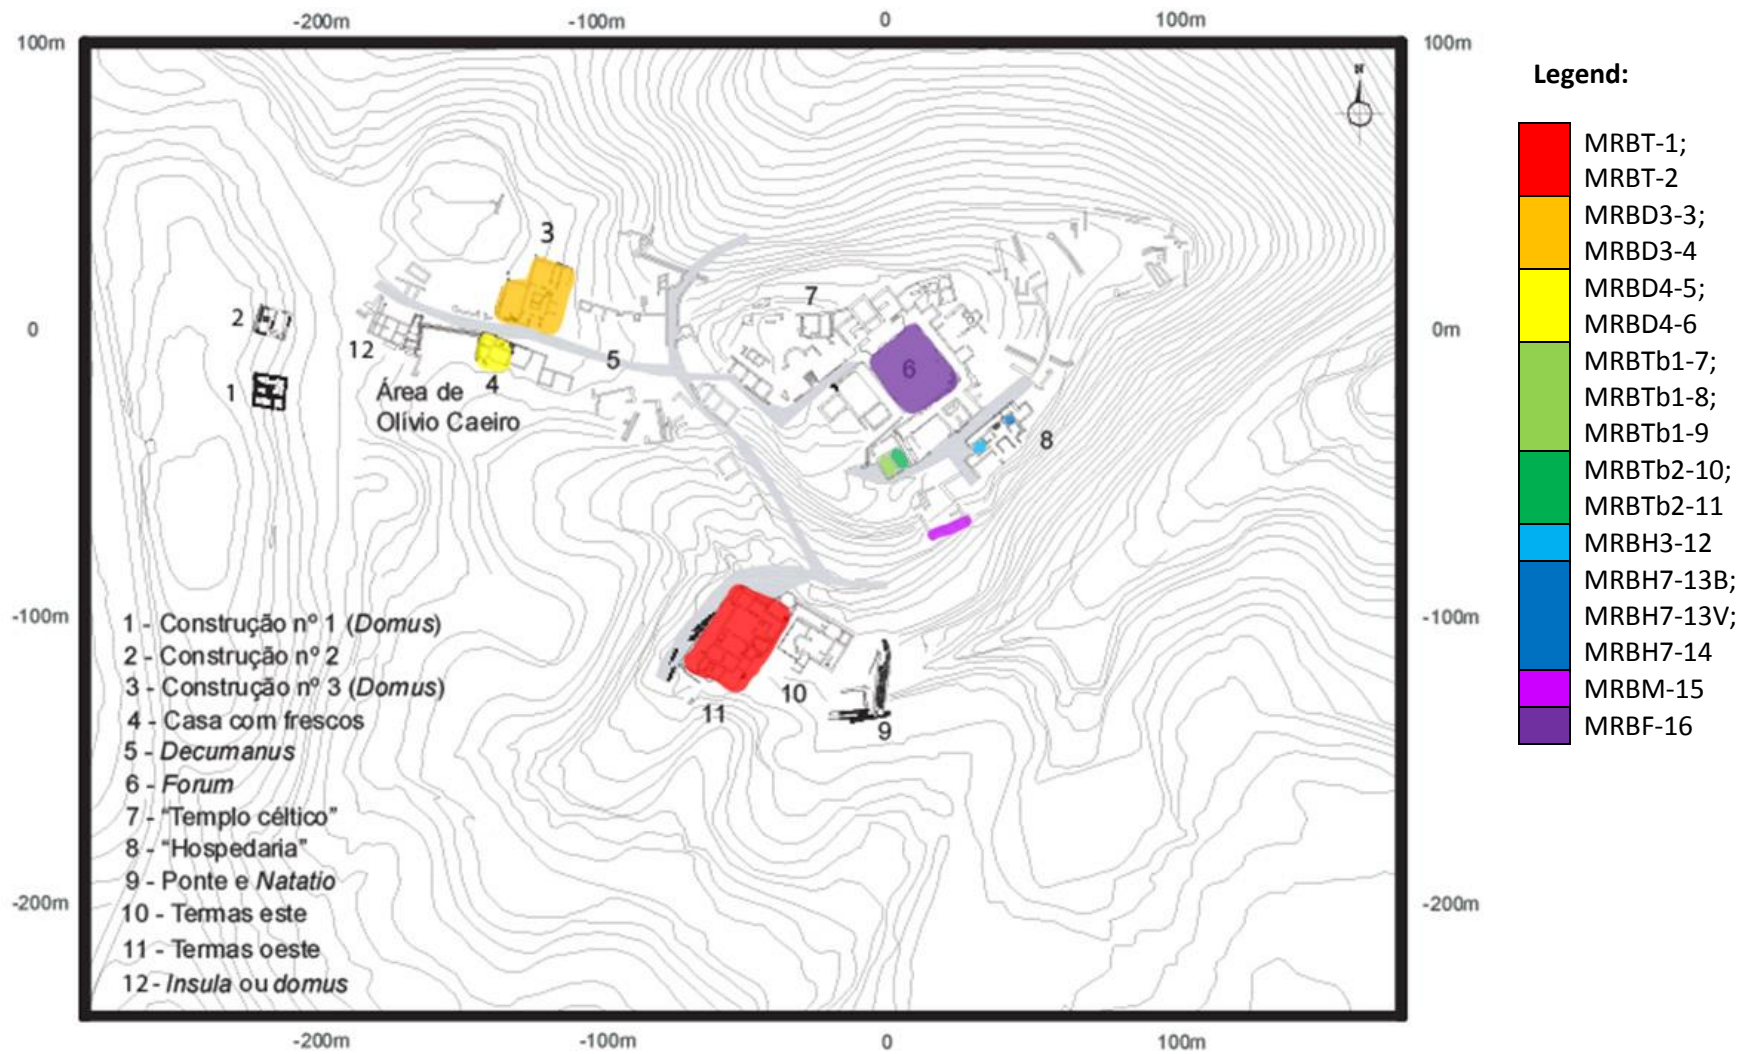 -200m
-100m
0
100m
100m
100m
Legend:
N
MRBT-1;
MRBT-2
MRBD3-3;
MRBD3-4
MRBD4-5;
MRBD4-6
MRBTb1-7;
MRBTb1-8;
MRBTb1-9
MRBTb2-10;
MRBTb2-11
MRBH3-12
MRBH7-13B;
MRBH7-13V;
MRBH7-14
MRBM-15
MRBF-16
3
7
2
0
0m
12
5
6
4
1
Área de
Olívio Caeiro
8
-100m
-100m
10
11
9
1 - Construção nº 1 (Domus)
2 - Construção nº 2
3 - Construção nº 3 (Domus)
4 - Casa com frescos
5 - Decumanus
6 - Forum
7 - "Templo céltico"
8 - "Hospedaria"
9 - Ponte e Natatio
10 - Termas este
11 - Termas oeste
12 - Insula ou domus
-200m
-200m
-200m
-100m
0
100m